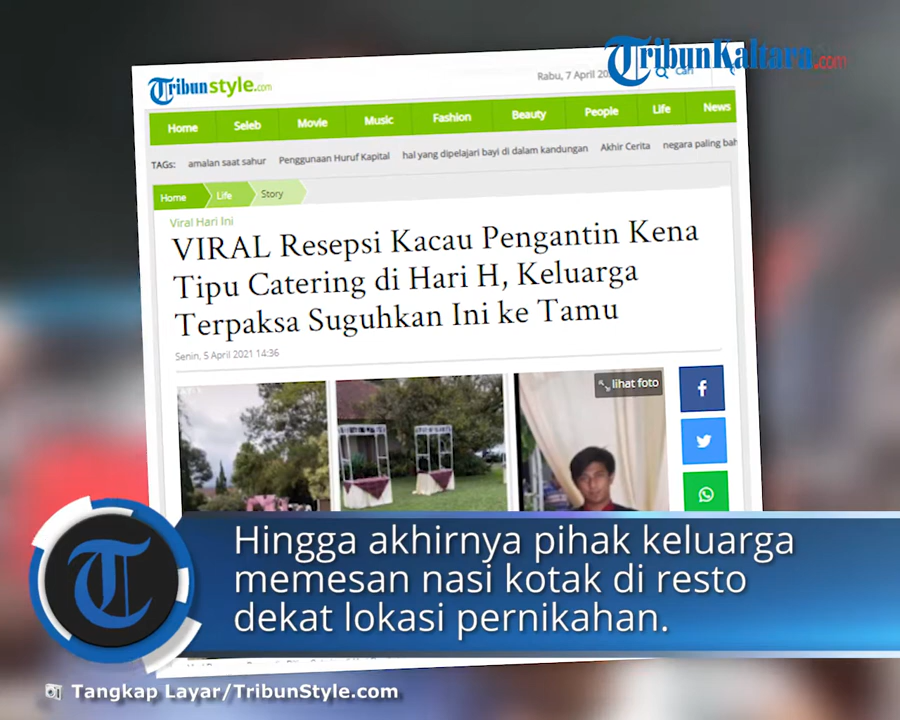 TribunKaltara.com
Tribunstyle.com
Rabu, 7 April
Cari
Home Seleb Movie Music Fashion Beauty People Life News
TAGs: amalan saat sahur Penggunaan Huruf Kapital hal yang dipelajari bayi di dalam kandungan Akhir Cerita negara paling bah
Home Life Story
Viral Hari Ini
VIRAL Resepsi Kacau Pengantin Kena
Tipu Catering di Hari H, Keluarga
Terpaksa Suguhkan Ini ke Tamu
Senin, 5 April 2021 14:36
lihat foto
Hingga akhirnya pihak keluarga
memesan nasi kotak di resto
dekat lokasi pernikahan.
Tangkap Layar/TribunStyle.com